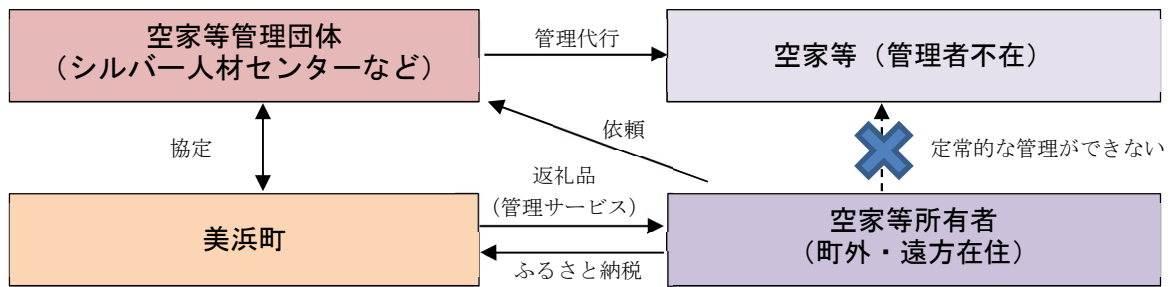 空家等管理団体
（シルバー人材センターなど）
管理代行
空家等（管理者不在）
協定
依頼
定常的な管理ができない
返礼品
（管理サービス）
美浜町
空家等所有者
（町外・遠方在住）
ふるさと納税